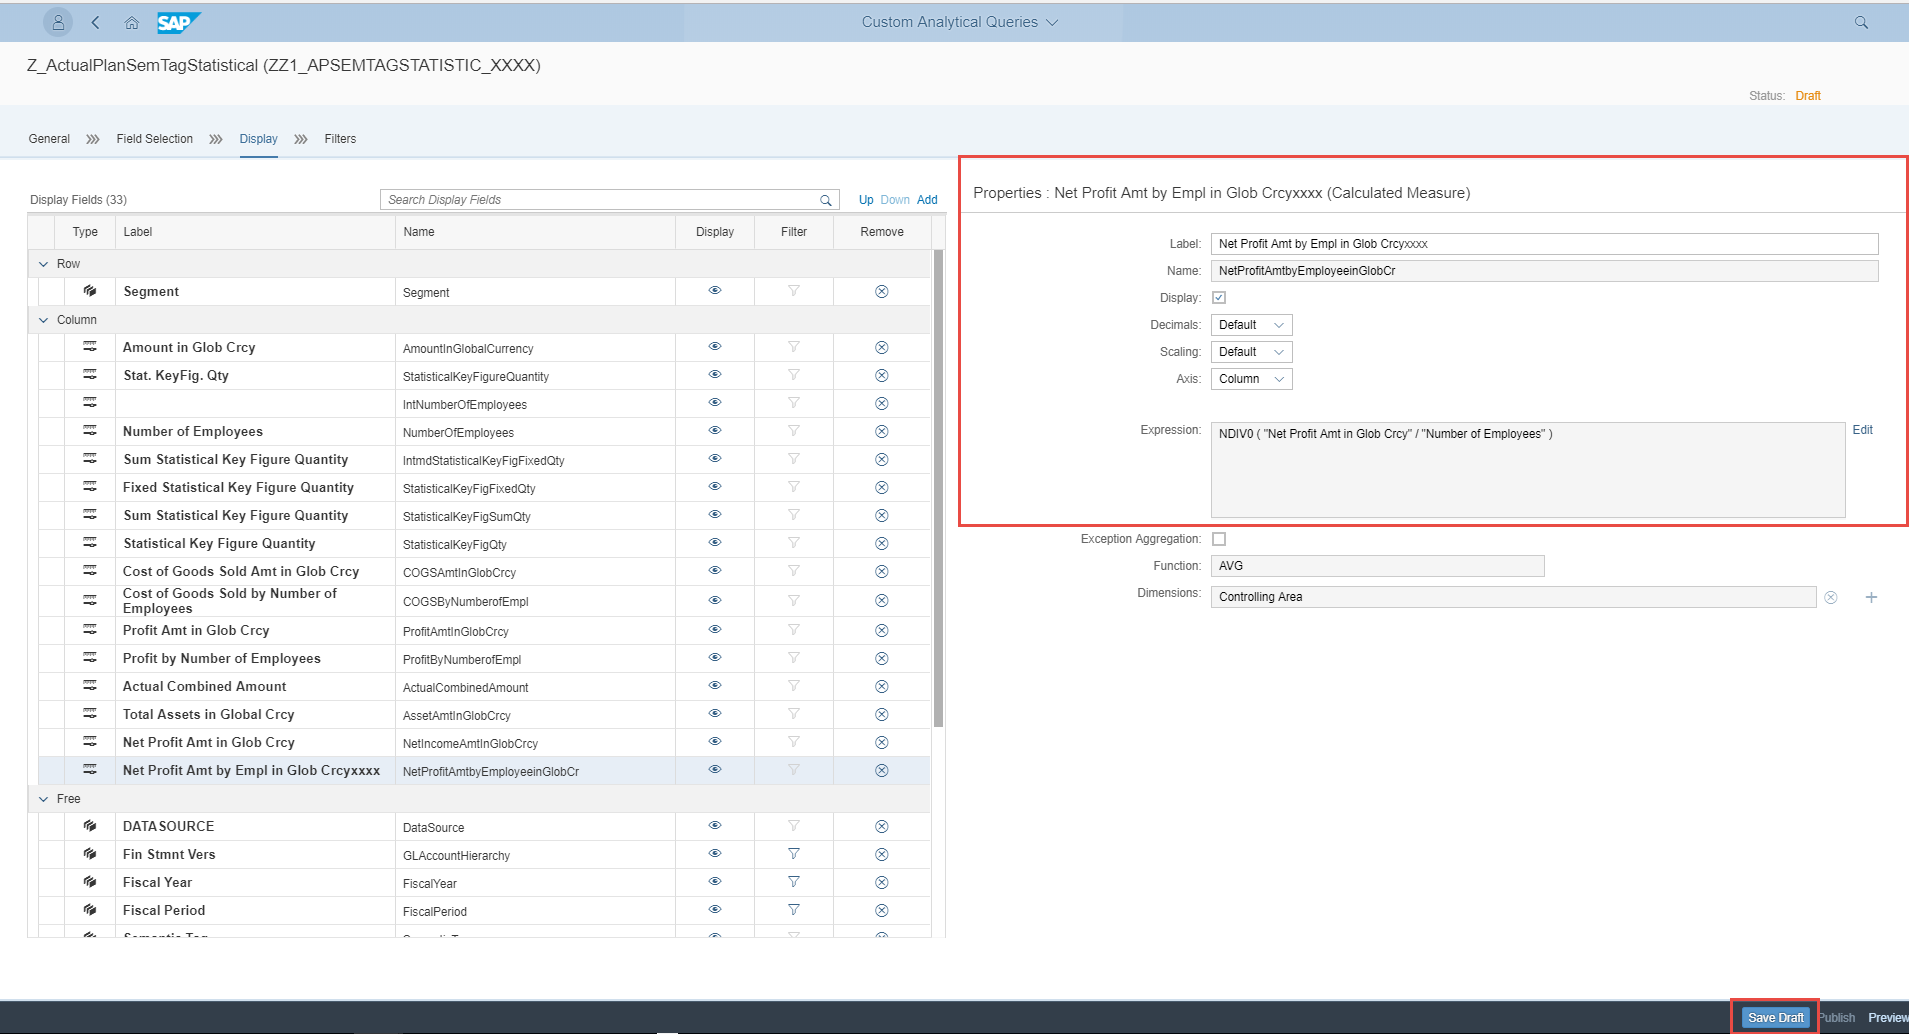 SAP
Custom Analytical Queries
Z_ActualPlanSemTagStatistical (ZZ1_APSEMTAGSTATISTIC_XXXX)
Status: Draft
General Field Selection Display Filters
Display Fields (33) Search Display Fields Up Down Add
Type Label Name Display Filter Remove
Row
Segment Segment
Column
Amount in Glob Crcy AmountInGlobalCurrency
Stat. KeyFig. Qty StatisticalKeyFigureQuantity
IntNumberOfEmployees
Number of Employees NumberOfEmployees
Sum Statistical Key Figure Quantity IntmdStatisticalKeyFigFixedQty
Fixed Statistical Key Figure Quantity StatisticalKeyFigFixedQty
Sum Statistical Key Figure Quantity StatisticalKeyFigSumQty
Statistical Key Figure Quantity StatisticalKeyFigQty
Cost of Goods Sold Amt in Glob Crcy COGSAmtInGlobCrcy
Cost of Goods Sold by Number of
Employees COGSByNumberofEmpl
Profit Amt in Glob Crcy ProfitAmtInGlobCrcy
Profit by Number of Employees ProfitByNumberofEmpl
Actual Combined Amount ActualCombinedAmount
Total Assets in Global Crcy AssetAmtInGlobCrcy
Net Profit Amt in Glob Crcy NetIncomeAmtInGlobCrcy
Net Profit Amt by Empl in Glob Crcyxxxx NetProfitAmtbyEmployeeinGlobCr
Free
DATASOURCE DataSource
Fin Stmnt Vers GLAccountHierarchy
Fiscal Year FiscalYear
Fiscal Period FiscalPeriod
Properties : Net Profit Amt by Empl in Glob Crcyxxxx (Calculated Measure)
Label: Net Profit Amt by Empl in Glob Crcyxxxx
Name: NetProfitAmtbyEmployeeinGlobCr
Display:
Decimals: Default
Scaling: Default
Axis: Column
Expression: NDIV0 ( "Net Profit Amt in Glob Crcy" / "Number of Employees" ) Edit
Exception Aggregation:
Function: AVG
Dimensions: Controlling Area
Save Draft Publish Preview